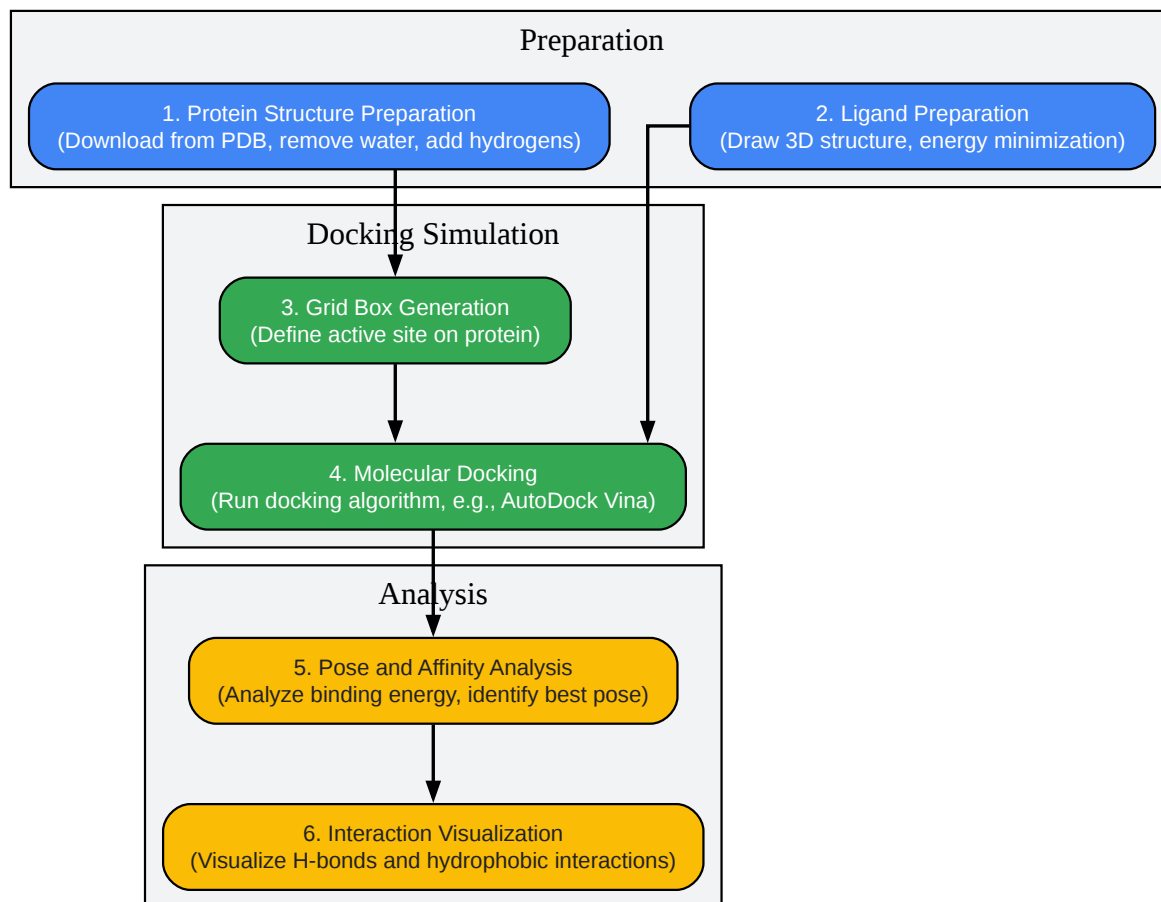 Preparation
1. Protein Structure Preparation
(Download from PDB, remove water, add hydrogens)
2. Ligand Preparation
(Draw 3D structure, energy minimization)
Docking Simulation
3. Grid Box Generation
(Define active site on protein)
4. Molecular Docking
(Run docking algorithm, e.g., AutoDock Vina)
Analysis
5. Pose and Affinity Analysis
(Analyze binding energy, identify best pose)
6. Interaction Visualization
(Visualize H-bonds and hydrophobic interactions)